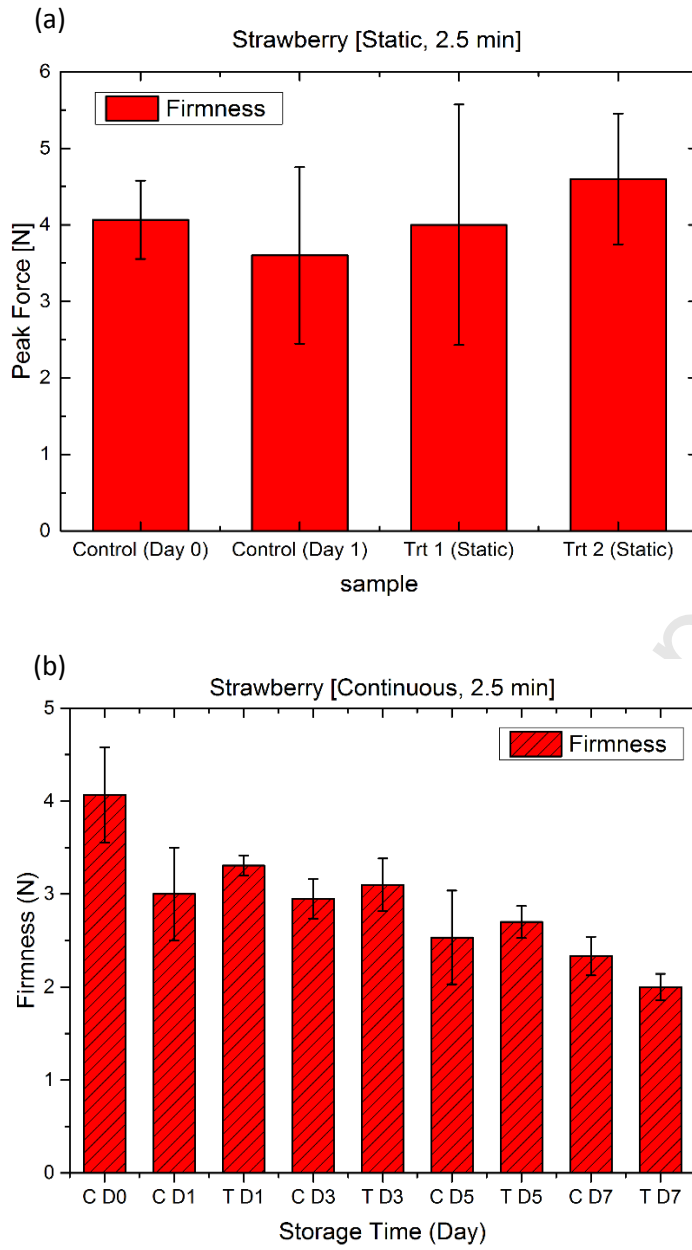 (a)
Strawberry [Static, 2.5 min]
6
Firmness
5
4
3
2
1
0
Peak Force [N]
Control (Day 0) Control (Day 1) Trt 1 (Static) Trt 2 (Static)
sample
(b)
Strawberry [Continuous, 2.5 min]
5
Firmness
4
3
2
1
0
Firmness (N)
C D0 C D1 T D1 C D3 T D3 C D5 T D5 C D7 T D7
Storage Time (Day)